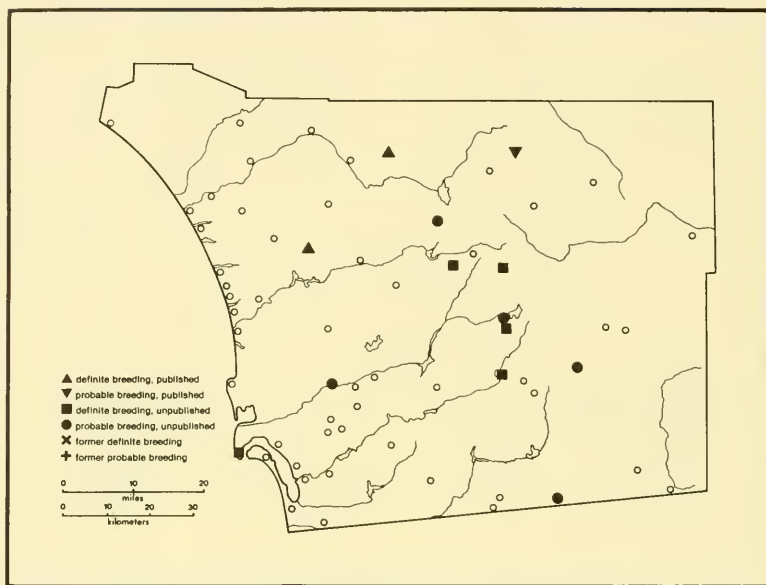 definite breeding, published
probable breeding, published
definite breeding, unpublished
probable breeding, unpublished
former definite breeding
former probable breeding
0 10 20
miles
0 10 20 30
kilometers